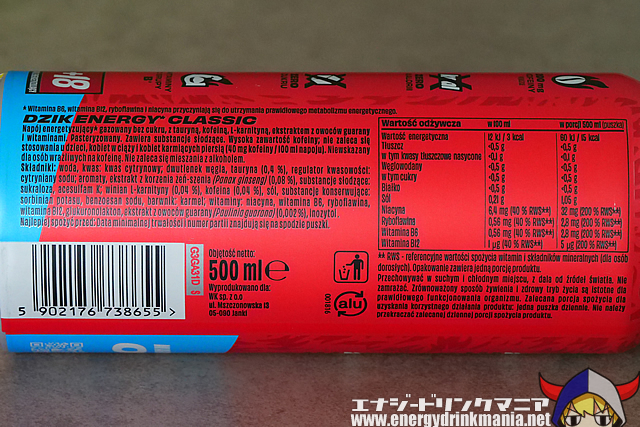 18+
* Witamina B6, witamina B12, ryboflawina i niacyna przyczyniają się do utrzymania prawidłowego metabolizmu energetycznego.
DZIK ENERGY® CLASSIC
Napój energetyzujący gazowany bez cukru, z tauryną, kofeiną, L-karnityną, ekstraktem z owoców guarany
i witaminami. Pasteryzowany. Zawiera substancje słodzące. Wysoka zawartość kofeiny; nie zaleca się
stosowania u dzieci, kobiet w ciąży i kobiet karmiących piersią (40 mg kofeiny/100 ml napoju). Niewskazany
dla osób wrażliwych na kofeinę. Nie zaleca się mieszania z alkoholem.
Składniki: woda, kwas: kwas cytrynowy; dwutlenek węgla, tauryna (0,4 %), regulator kwasowości:
cytryniany sodu; aromaty, ekstrakt z korzenia żeń-szenia (Panax ginseng) (0,08 %), substancje słodzące:
sukraloza, acesulfam K; winian L-karnityny (0,04 %), kofeina (0,04 %), sól, substancje konserwujące:
sorbinian potasu, benzoesan sodu, barwnik: karmel; witaminy: niacyna, witamina B6, ryboflawina,
witamina B12, glukuronolakton, ekstrakt z owoców guarany (Paullinia guarana) (0,002 %), inozytol.
Najlepiej spożyć przed: Data minimalnej trwałości i numer partii znajdują się na spodzie puszki.
Wartość odżywcza w 100 ml w porcji 500 ml (puszka)
Wartość energetyczna 12 kJ / 3 kcal 60 kJ / 15 kcal
Tłuszcz <0,5 g <0,5 g
w tym kwasy tłuszczowe nasycone <0,1 g <0,1 g
Węglowodany <0,5 g <0,5 g
w tym cukry <0,5 g <0,5 g
Białko <0,5 g <0,5 g
Sól 0,21 g 1,05 g
Niacyna 6,4 mg (40 % RWS**) 32 mg (200 % RWS**)
Ryboflawina 0,56 mg (40 % RWS**) 2,8 mg (200 % RWS**)
Witamina B6 0,56 mg (40 % RWS**) 2,8 mg (200 % RWS**)
Witamina B12 1 µg (40 % RWS**) 5 µg (200 % RWS**)
** RWS - referencyjne wartości spożycia witamin i składników mineralnych (dla osób
dorosłych). Opakowanie zawiera jedną porcję produktu.
Przechowywać w suchym i chłodnym miejscu, z dala od źródeł światła. Nie
zamrażać. Zrównoważony sposób żywienia i zdrowy tryb życia są istotne dla
prawidłowego funkcjonowania organizmu. Zalecana porcja spożycia dla
uzyskania korzystnego działania produktu: jedna puszka dziennie. Nie należy
przekraczać zalecanej dziennej porcji spożycia produktu.
5 902176 738655 >
C3CA31D S
Objętość netto:
500 ml e
Wyprodukowano dla:
WK sp. z o.o
ul. Mszczonowska 13
05-090 Janki
alu
001816
エナジードリンクマニア
www.energydrinkmania.net